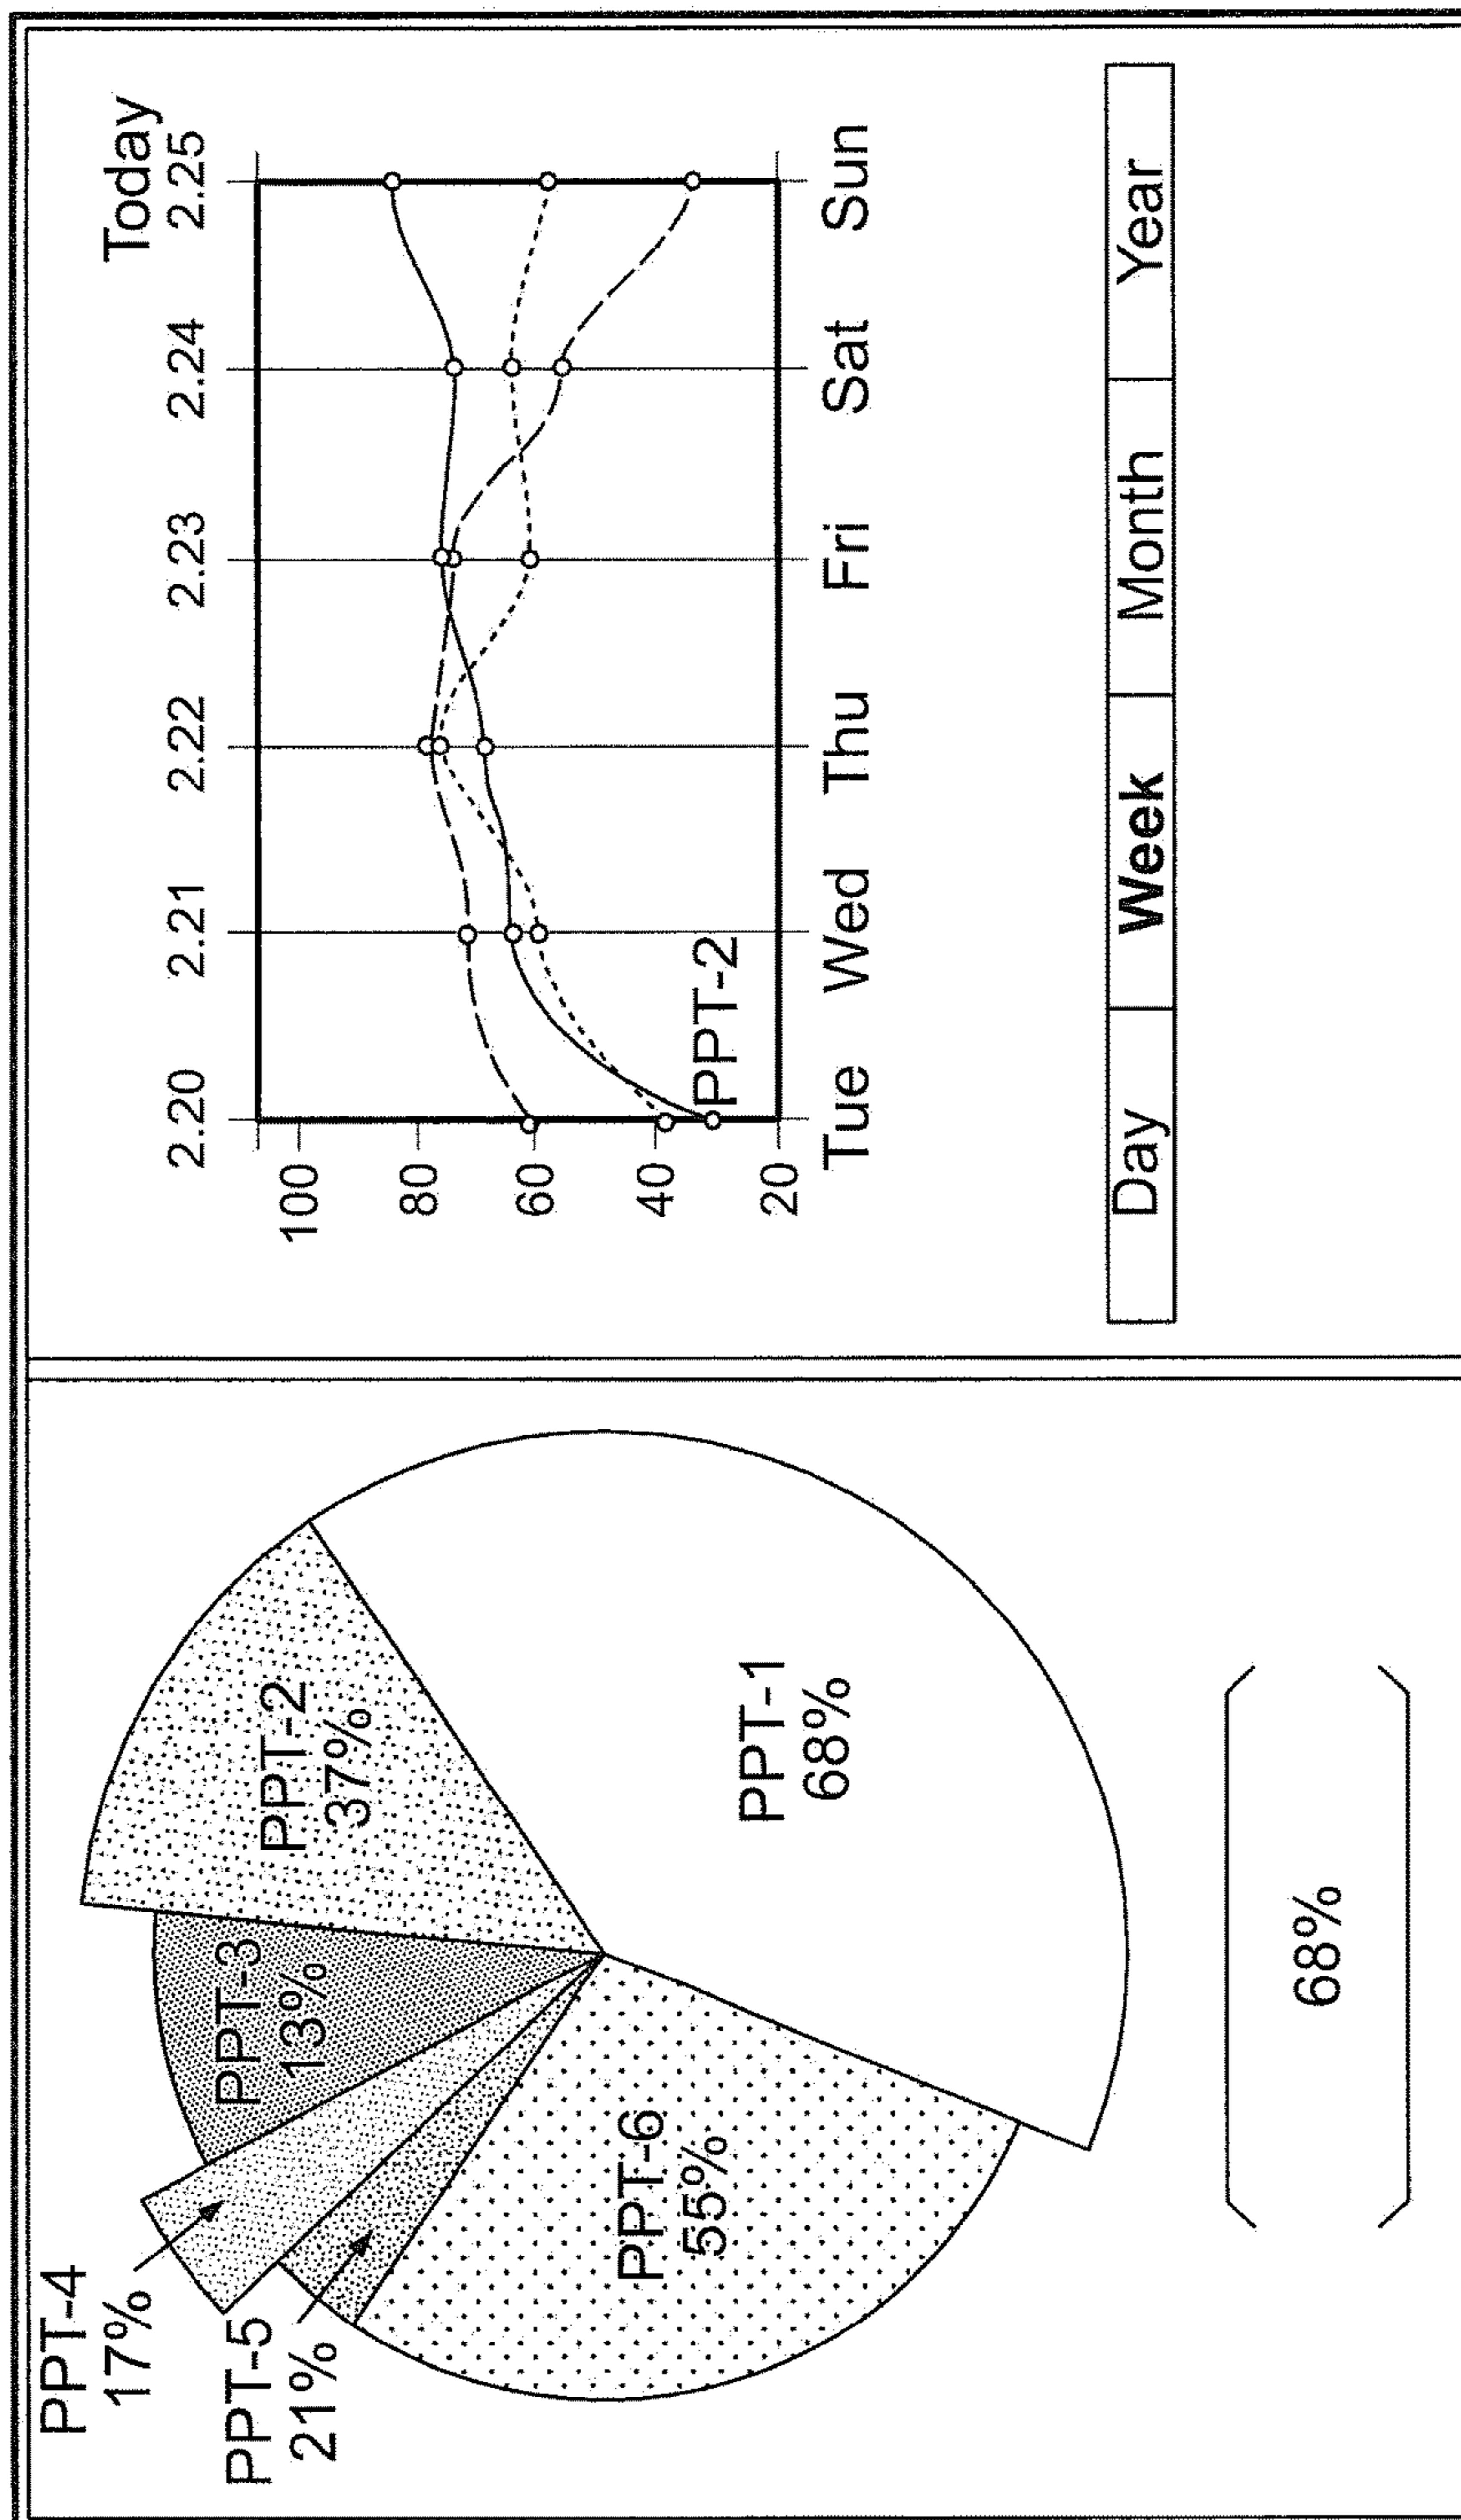 PPT-4
17%
PPT-5
21%
PPT-3
13%
PPT-2
37%
PPT-6
55%
PPT-1
68%
68%
Today
2.20 2.21 2.22 2.23 2.24 2.25
100
80
60
40
20
PPT-2
Tue Wed Thu Fri Sat Sun
Day Week Month Year